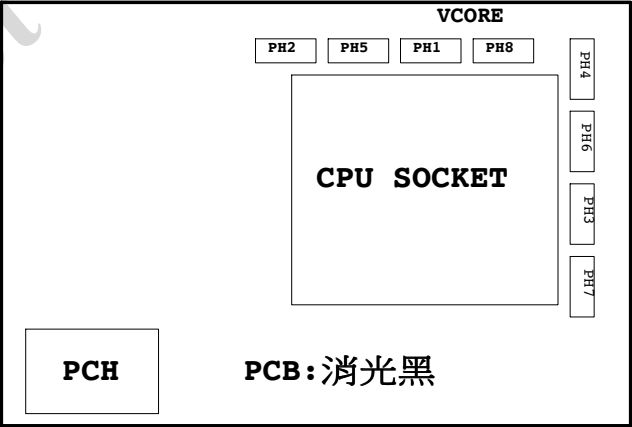 VCORE
PH2 PH5 PH1 PH8
PH4
PH6
PH3
PH7
CPU SOCKET
PCH
PCB:消光黑